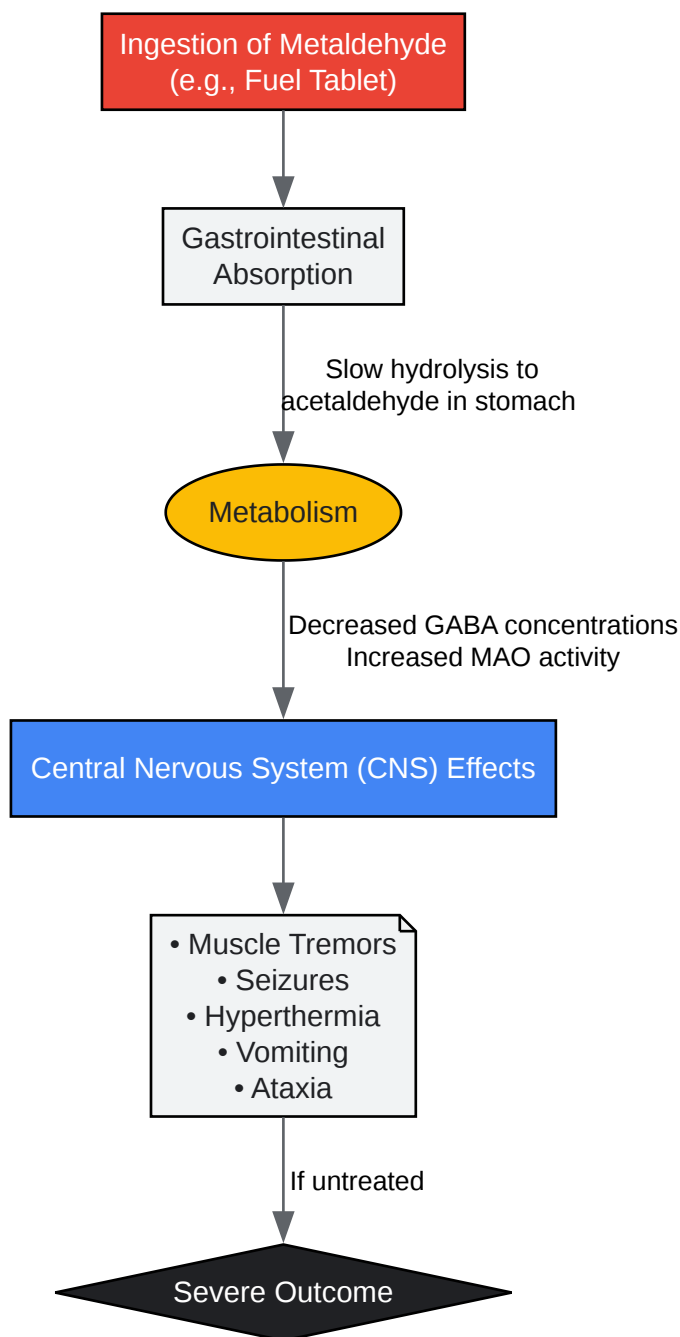 Ingestion of Metaldehyde
(e.g., Fuel Tablet)
Gastrointestinal
Absorption
Slow hydrolysis to
acetaldehyde in stomach
Metabolism
Decreased GABA concentrations
Increased MAO activity
Central Nervous System (CNS) Effects
• Muscle Tremors
• Seizures
• Hyperthermia
• Vomiting
• Ataxia
If untreated
Severe Outcome